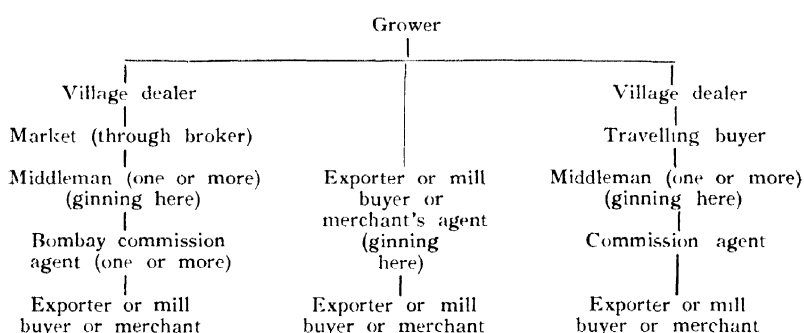 Grower
Village dealer
Market (through broker)
Middleman (one or more)
(ginning here)
Bombay commission
agent (one or more)
Exporter or mill
buyer or merchant
Exporter or mill
buyer or
merchant's agent
(ginning
here)
Exporter or mill
buyer or merchant
Village dealer
Travelling buyer
Middleman (one or more)
(ginning here)
Commission agent
Exporter or mill
buyer or merchant